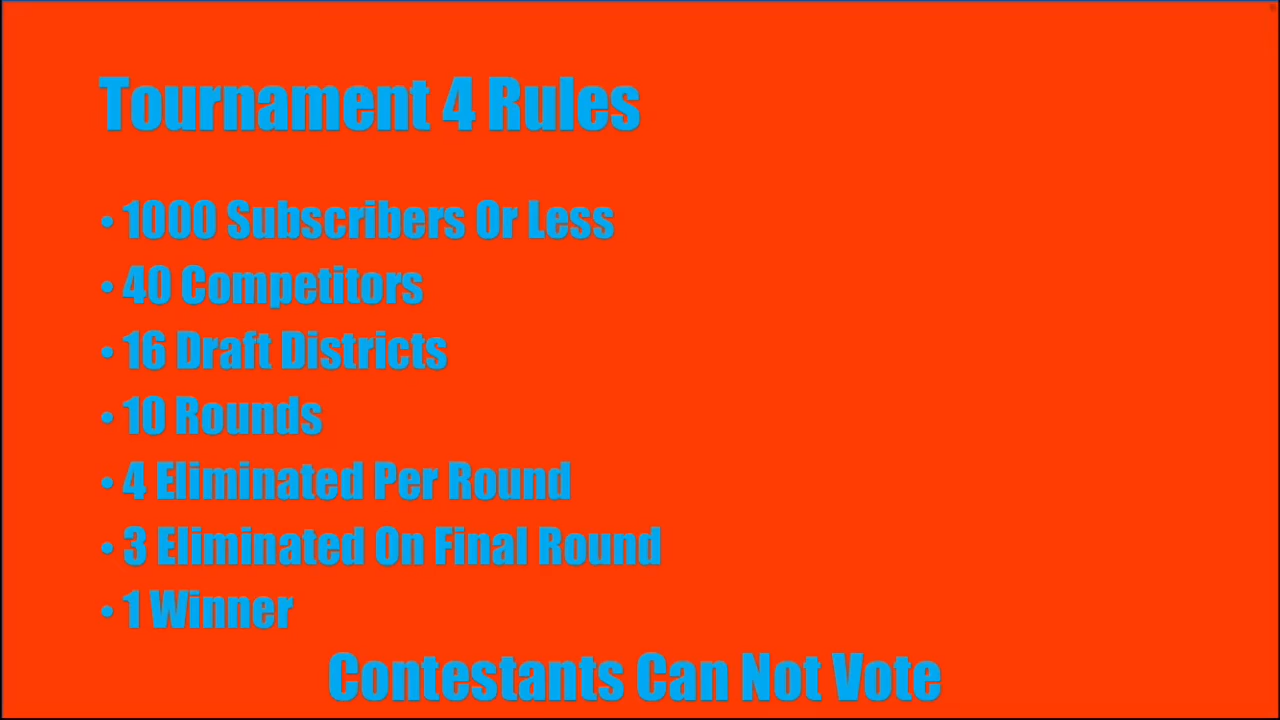 Tournament 4 Rules
• 1000 Subscribers Or Less
• 40 Competitors
• 16 Draft Districts
• 10 Rounds
• 4 Eliminated Per Round
• 3 Eliminated On Final Round
• 1 Winner
Contestants Can Not Vote